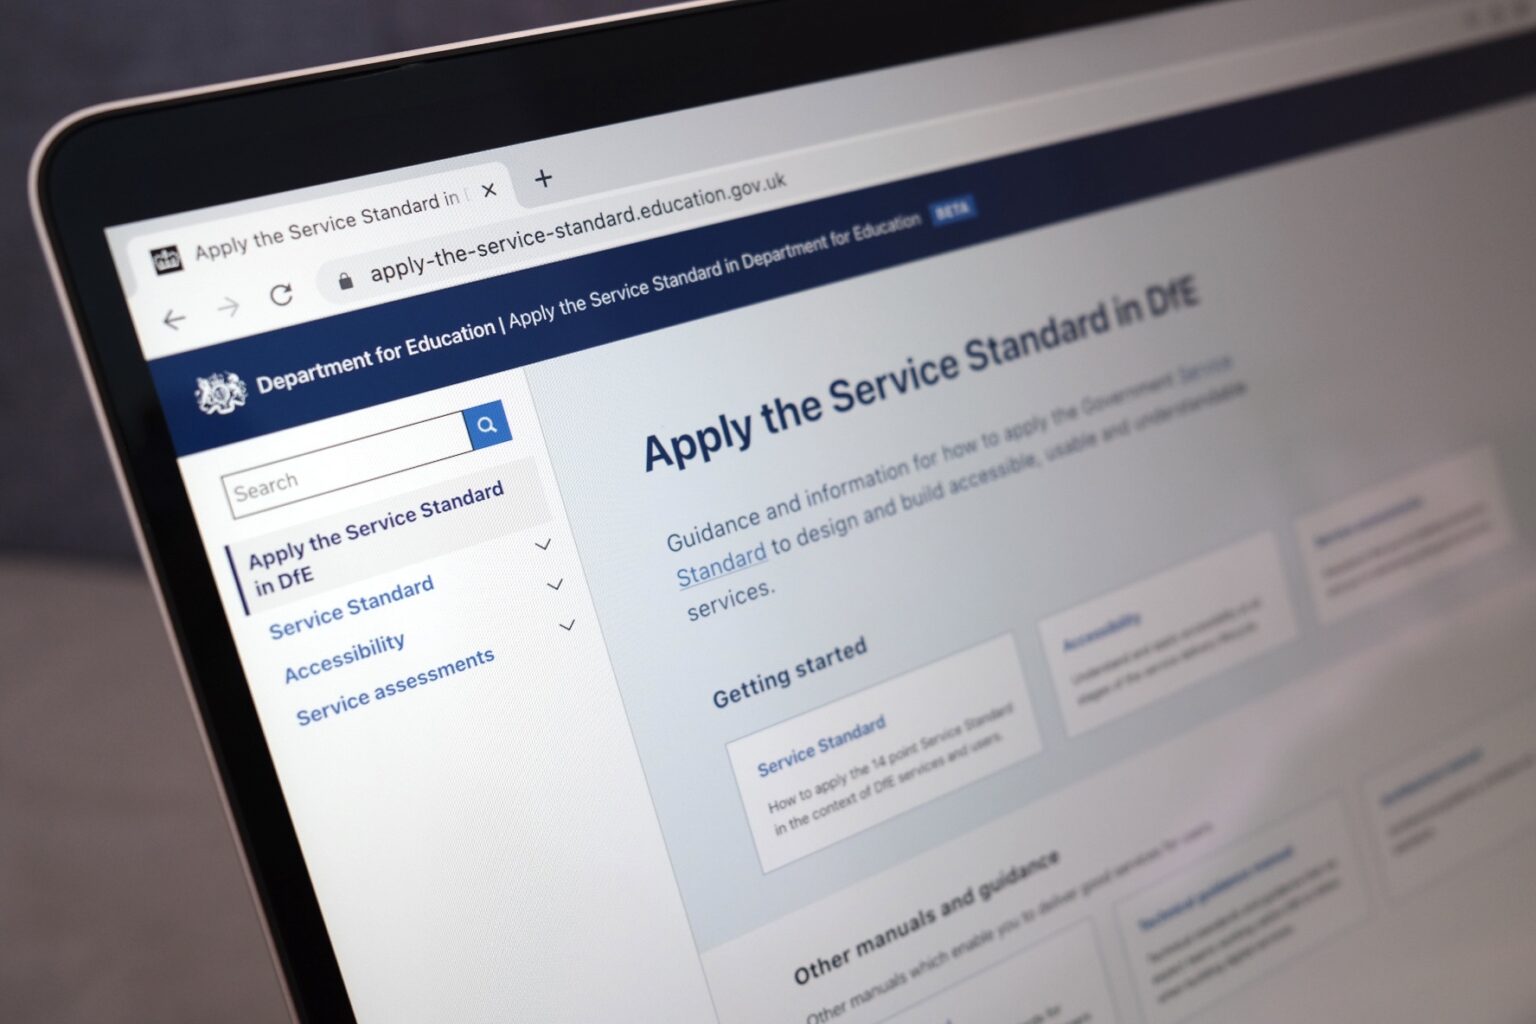 Apply the Service Standard in
apply-the-service-standard.education.gov.uk
Department for Education | Apply the Service Standard in Department for Education BETA
Search
Apply the Service Standard
in DfE
Service Standard
Accessibility
Service assessments
Apply the Service Standard in DfE
Guidance and information for how to apply the Government Service
Standard to design and build accessible, usable and understandable
services.
Getting started
Service Standard
How to apply the 14 point Service Standard
in the context of DfE services and users.
Accessibility
Understand and apply accessibility at all
stages of the service delivery lifecycle.
Service assessments
Other manuals and guidance
Other manuals which enable you to deliver good services for users.
Technical guidance manual